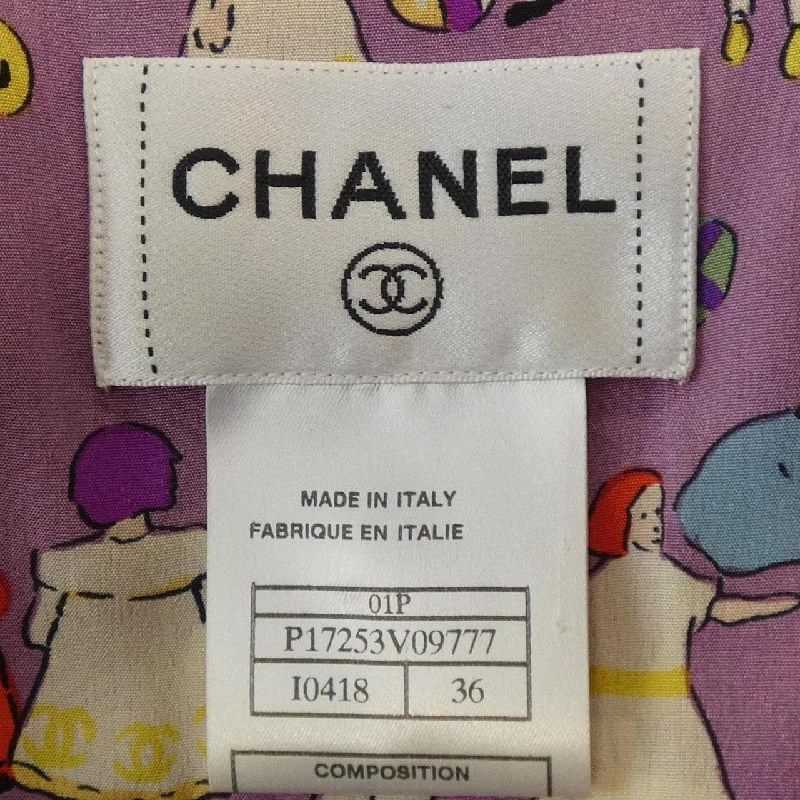 CHANEL
MADE IN ITALY
FABRIQUE EN ITALIE
01P
P17253V09777
I0418 36
COMPOSITION